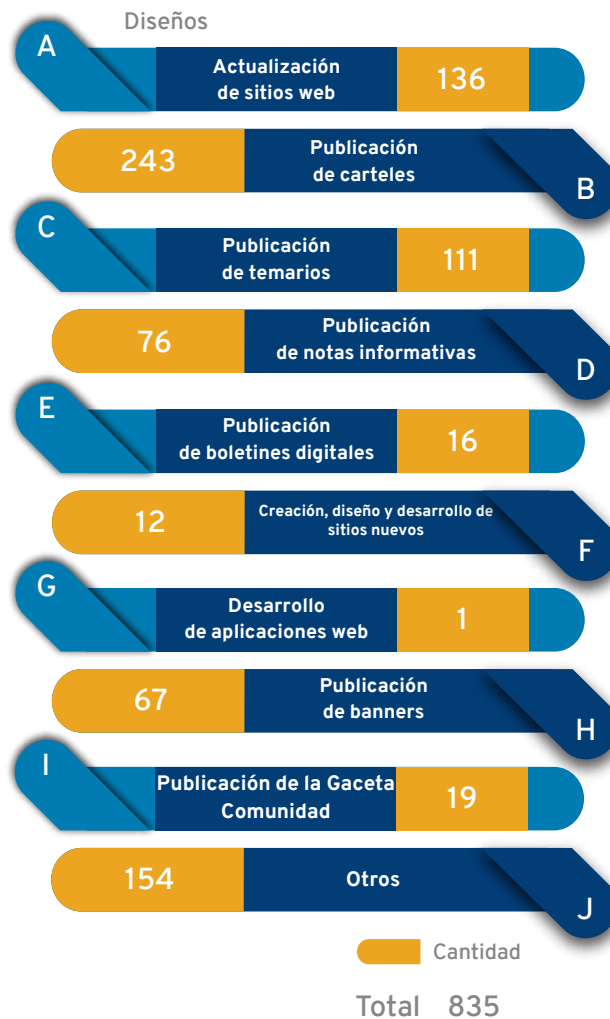 Diseños
A
Actualización
de sitios web
136
243
Publicación
de carteles
B
C
Publicación
de temarios
111
76
Publicación
de notas informativas
D
E
Publicación
de boletines digitales
16
12
Creación, diseño y desarrollo de
sitios nuevos
F
G
Desarrollo
de aplicaciones web
1
67
Publicación
de banners
H
I
Publicación de la Gaceta
Comunidad
19
154
Otros
J
Cantidad
Total 835